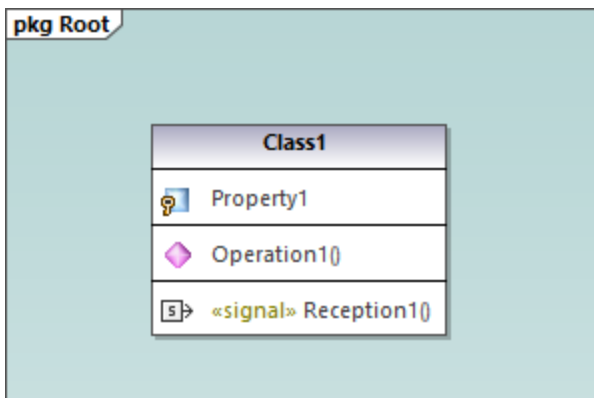 pkg Root
Class1
Property1
Operation1()
S
«signal» Reception1()